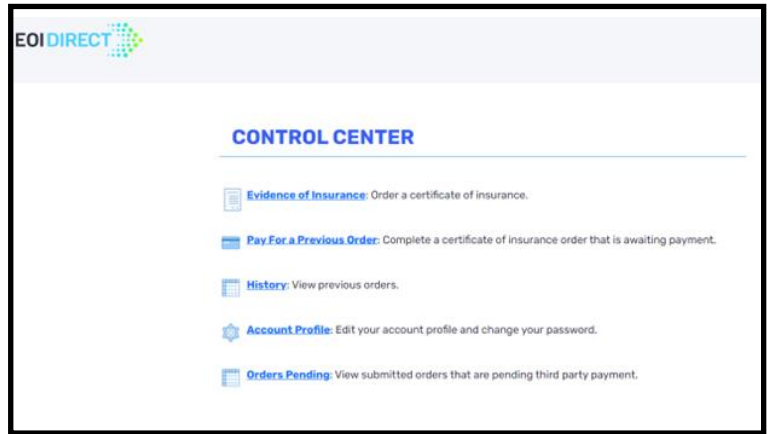 EOIDIRECT
CONTROL CENTER
Evidence of Insurance: Order a certificate of insurance.
Pay For a Previous Order: Complete a certificate of insurance order that is awaiting payment.
History: View previous orders.
Account Profile: Edit your account profile and change your password.
Orders Pending: View submitted orders that are pending third party payment.